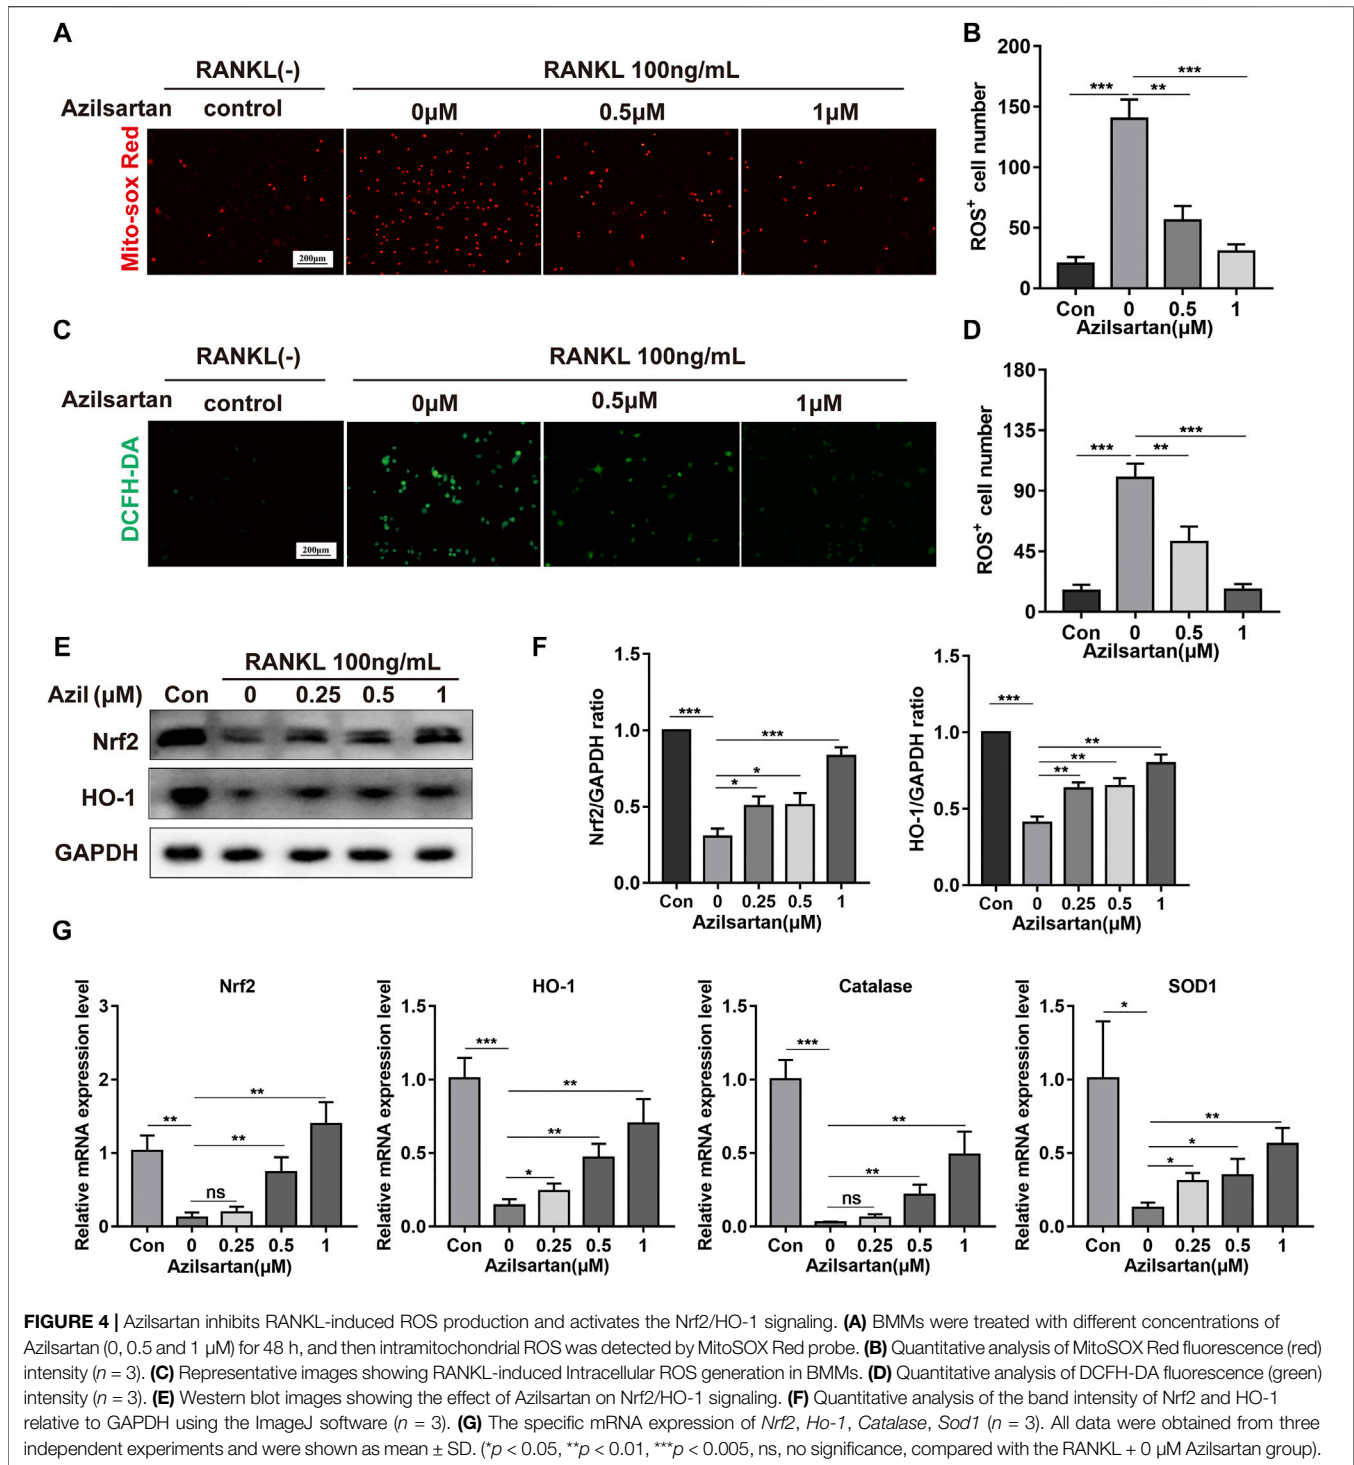 A
RANKL(-) RANKL 100ng/mL
Azilsartan control 0μM 0.5μM 1μM
Mito-sox Red
200μm
B
ROS+ cell number
200
150
100
50
0
*** ** ***
Con 0 0.5 1
Azilsartan(μM)
C
RANKL(-) RANKL 100ng/mL
Azilsartan control 0μM 0.5μM 1μM
DCFH-DA
200μm
D
ROS+ cell number
180
135
90
45
0
*** ** ***
Con 0 0.5 1
Azilsartan(μM)
E
RANKL 100ng/mL
Azil (μM) Con 0 0.25 0.5 1
Nrf2
HO-1
GAPDH
F
Nrf2/GAPDH ratio
1.5
1.0
0.5
0.0
*** * * ***
Con 0 0.25 0.5 1
Azilsartan(μM)
HO-1/GAPDH ratio
1.5
1.0
0.5
0.0
*** ** ** **
Con 0 0.25 0.5 1
Azilsartan(μM)
G
Nrf2
Relative mRNA expression level
3
2
1
0
** ns ** **
Con 0 0.25 0.5 1
Azilsartan(μM)
HO-1
Relative mRNA expression level
1.5
1.0
0.5
0.0
*** * ** **
Con 0 0.25 0.5 1
Azilsartan(μM)
Catalase
Relative mRNA expression level
1.5
1.0
0.5
0.0
*** ns ** **
Con 0 0.25 0.5 1
Azilsartan(μM)
SOD1
Relative mRNA expression level
1.5
1.0
0.5
0.0
* * * **
Con 0 0.25 0.5 1
Azilsartan(μM)
FIGURE 4 | Azilsartan inhibits RANKL-induced ROS production and activates the Nrf2/HO-1 signaling. (A) BMMs were treated with different concentrations of
Azilsartan (0, 0.5 and 1 μM) for 48 h, and then intramitochondrial ROS was detected by MitoSOX Red probe. (B) Quantitative analysis of MitoSOX Red fluorescence (red)
intensity (n = 3). (C) Representative images showing RANKL-induced Intracellular ROS generation in BMMs. (D) Quantitative analysis of DCFH-DA fluorescence (green)
intensity (n = 3). (E) Western blot images showing the effect of Azilsartan on Nrf2/HO-1 signaling. (F) Quantitative analysis of the band intensity of Nrf2 and HO-1
relative to GAPDH using the ImageJ software (n = 3). (G) The specific mRNA expression of Nrf2, Ho-1, Catalase, Sod1 (n = 3). All data were obtained from three
independent experiments and were shown as mean ± SD. (*p < 0.05, **p < 0.01, ***p < 0.005, ns, no significance, compared with the RANKL + 0 μM Azilsartan group).